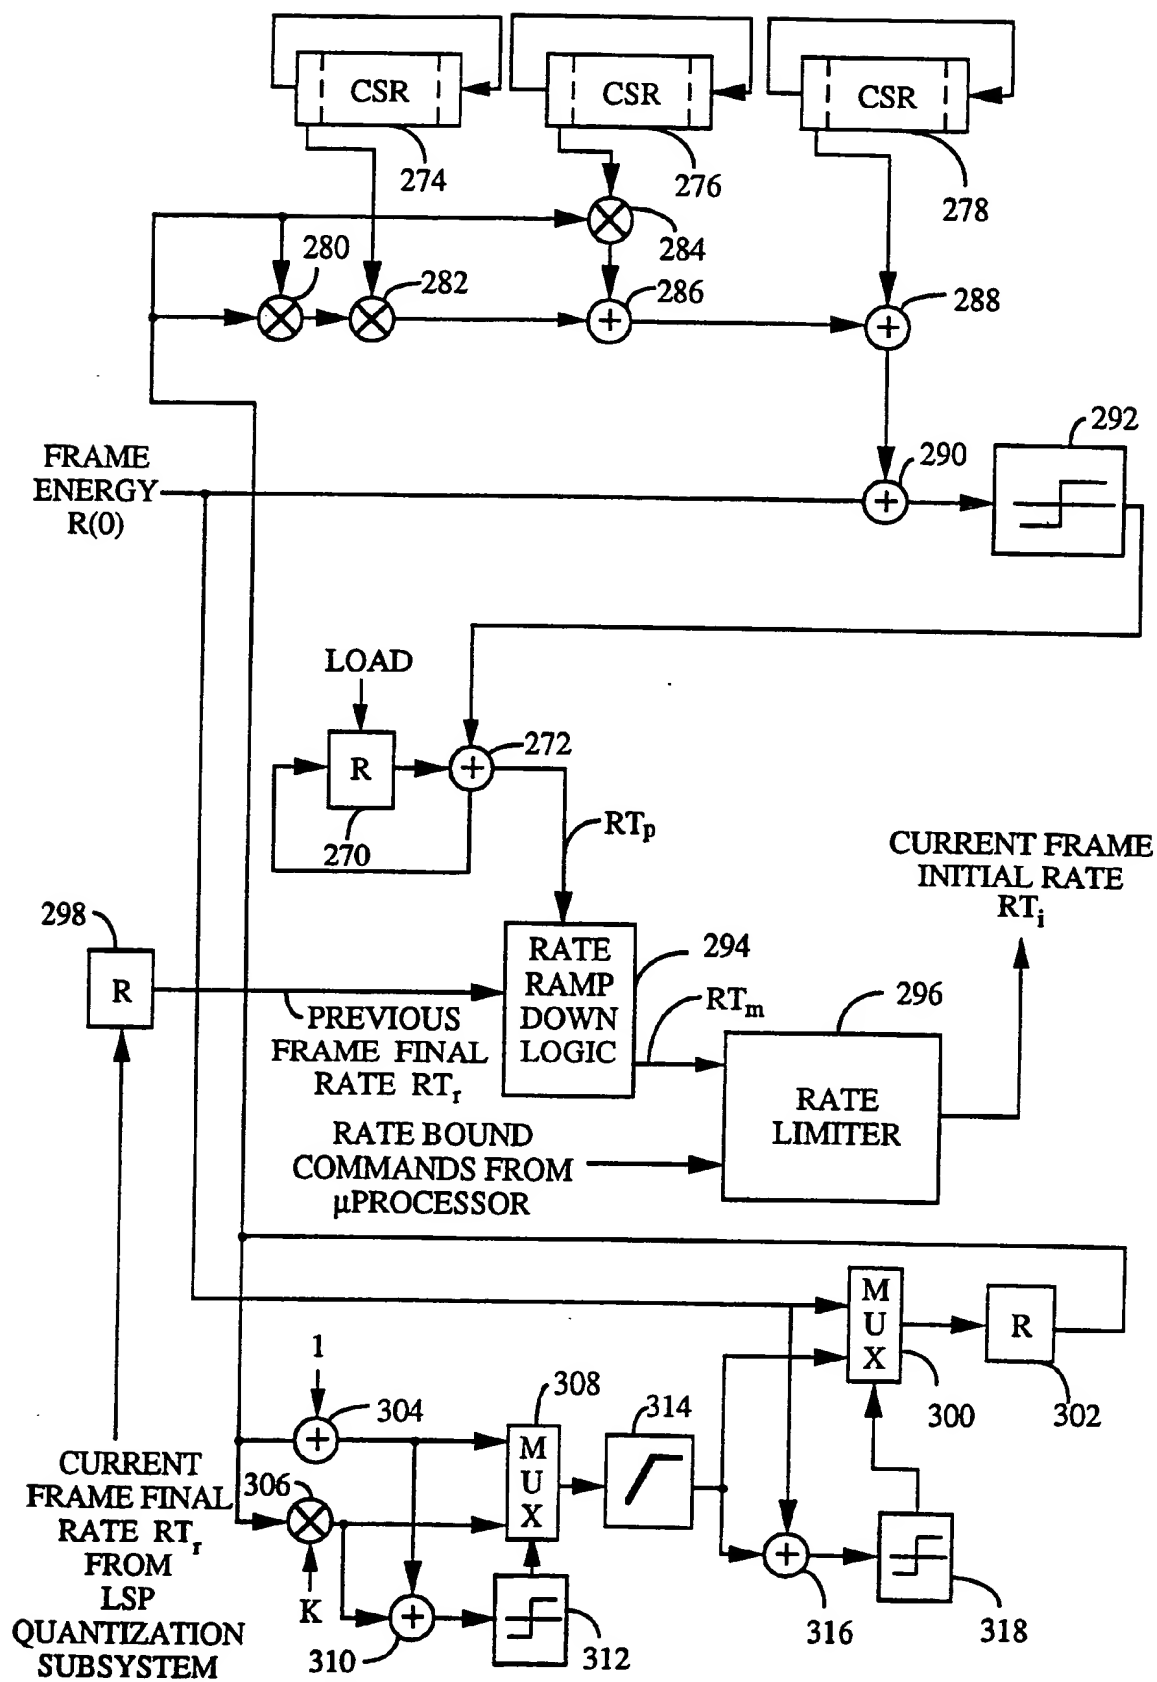 CSR
CSR
CSR
274
276
278
280
282
284
286
288
292
290
FRAME
ENERGY
R(0)
LOAD
R
272
270
RTp
CURRENT FRAME
INITIAL RATE
RTi
298
R
RATE
RAMP
DOWN
LOGIC
294
RTm
296
PREVIOUS
FRAME FINAL
RATE RTr
RATE
LIMITER
RATE BOUND
COMMANDS FROM
µPROCESSOR
MUX
R
300
302
1
304
308
314
MUX
306
K
310
312
316
318
CURRENT
FRAME FINAL
RATE RTr
FROM
LSP
QUANTIZATION
SUBSYSTEM